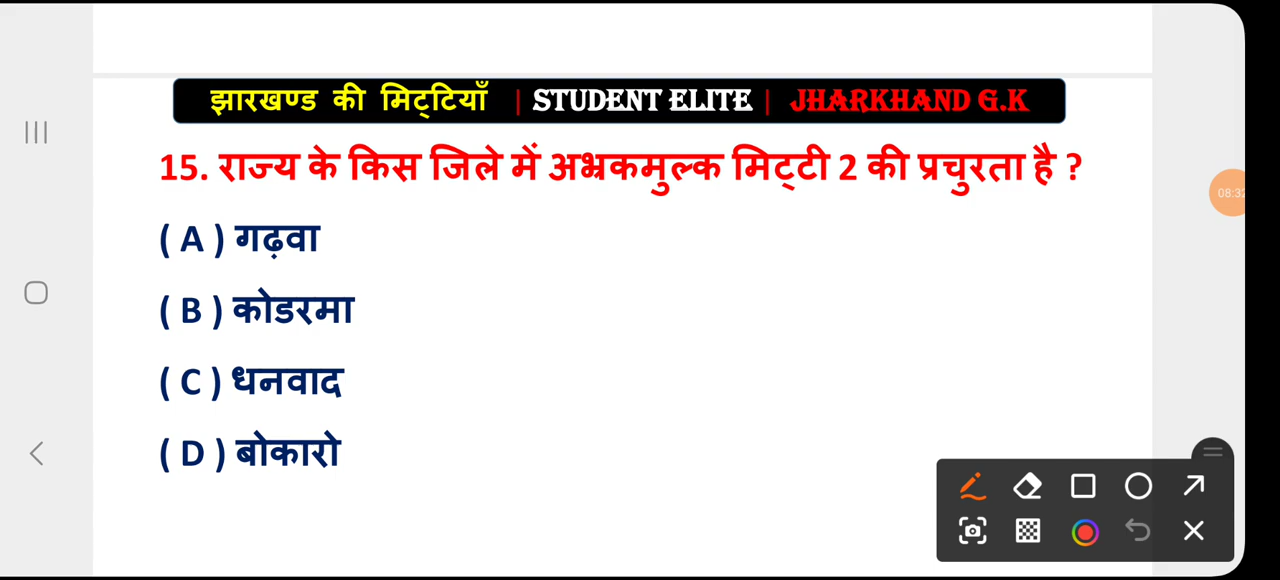 झारखण्ड की मिट्टियाँ | STUDENT ELITE | JHARKHAND G.K
15. राज्य के किस जिले में अभ्रकमुल्क मिट्टी 2 की प्रचुरता है ?
( A ) गढ़वा
( B ) कोडरमा
( C ) धनवाद
( D ) बोकारो